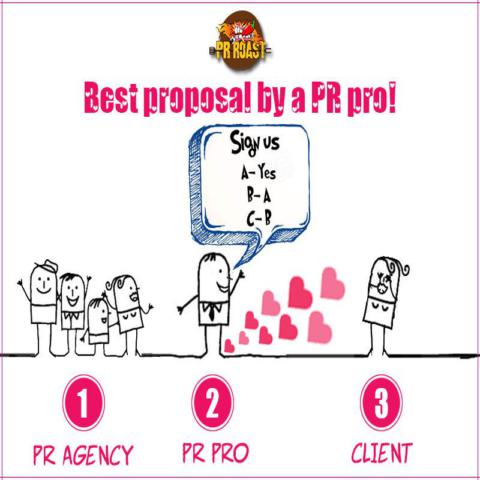 PR ROAST
Best proposal by a PR pro!
Sign us
A- Yes
B- A
C- B
1
2
3
PR AGENCY
PR PRO
CLIENT